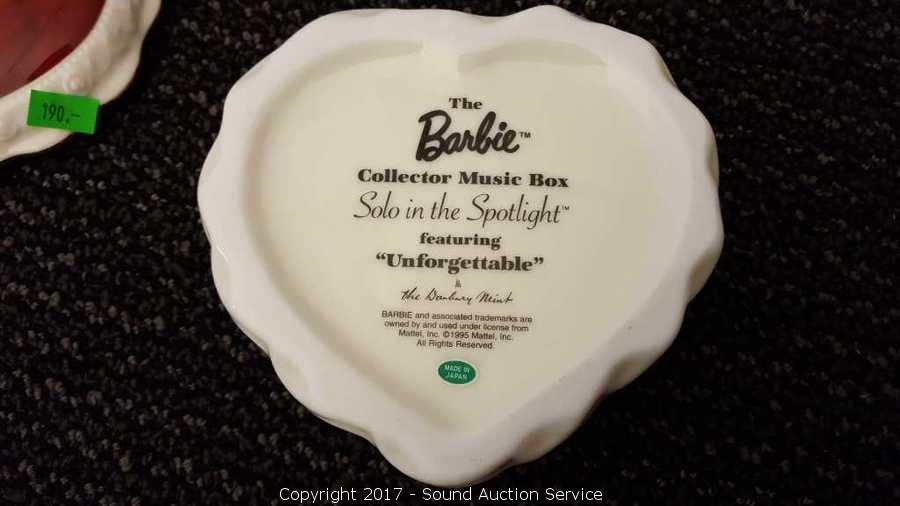 190.-
The
Barbie™
Collector Music Box
Solo in the Spotlight™
featuring
“Unforgettable”
the Danbury Mint
BARBIE and associated trademarks are
owned by and used under license from
Mattel, Inc. ©1995 Mattel, Inc.
All Rights Reserved.
MADE IN
JAPAN
Copyright 2017 - Sound Auction Service